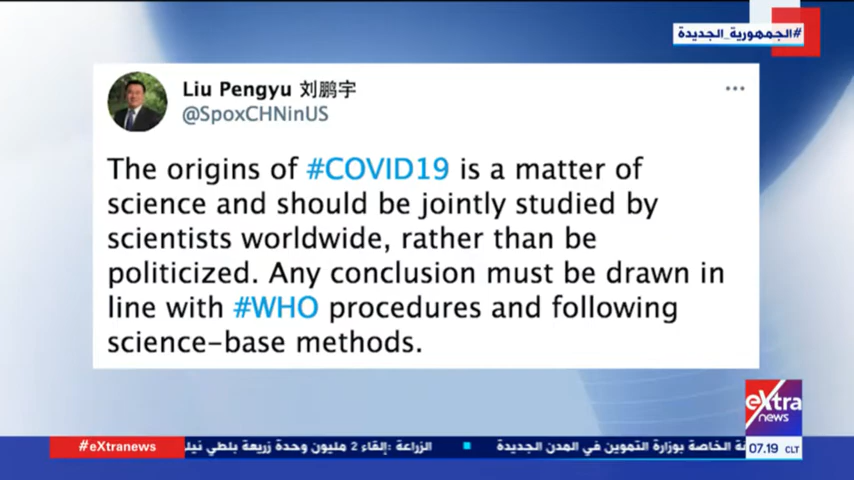 #الجمهورية_الجديدة
Liu Pengyu 刘鹏宇
@SpoxCHNinUS
The origins of #COVID19 is a matter of
science and should be jointly studied by
scientists worldwide, rather than be
politicized. Any conclusion must be drawn in
line with #WHO procedures and following
science-base methods.
eXtra
news
07.19 CLT
#eXtranews
الخاصة بوزارة التموين في المدن الجديدة ■ الزراعة :إلقاء 2 مليون وحدة زريعة بلطي